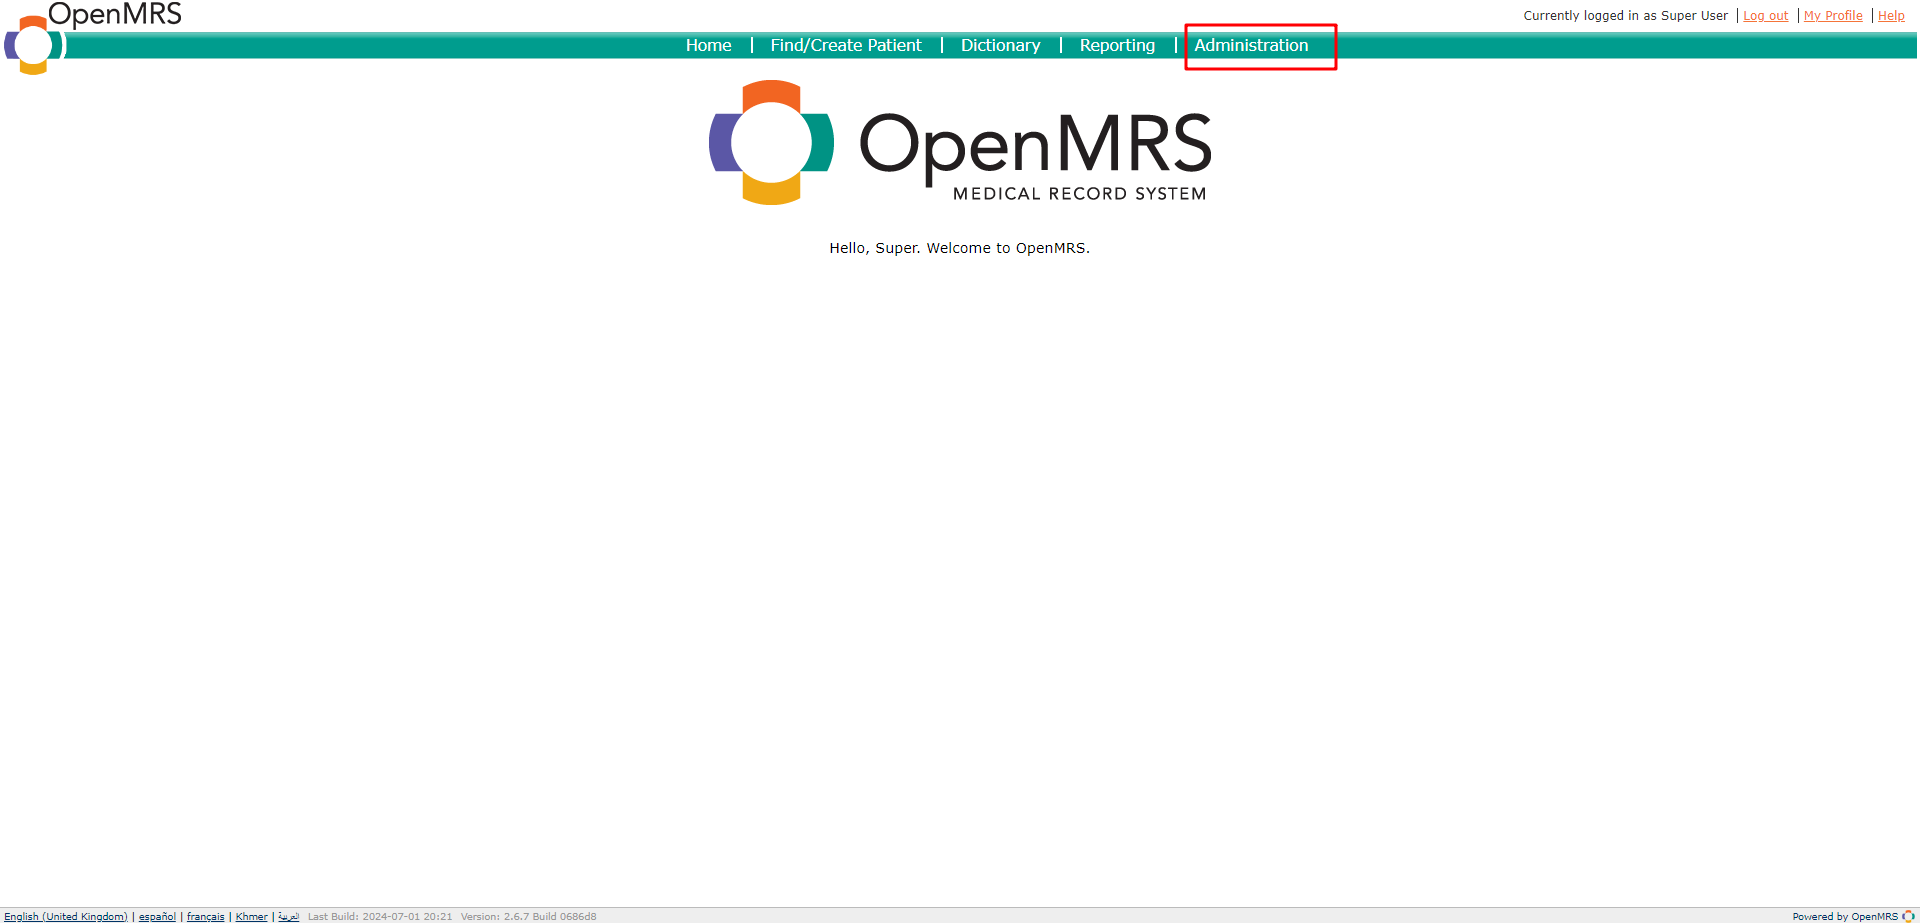 OpenMRS
Currently logged in as Super User | Log out | My Profile | Help
Home | Find/Create Patient | Dictionary | Reporting | Administration
OpenMRS
MEDICAL RECORD SYSTEM
Hello, Super. Welcome to OpenMRS.
English (United Kingdom) | español | français | Khmer | العربية Last Build: 2024-07-01 20:21 Version: 2.6.7 Build 0686d8
Powered by OpenMRS